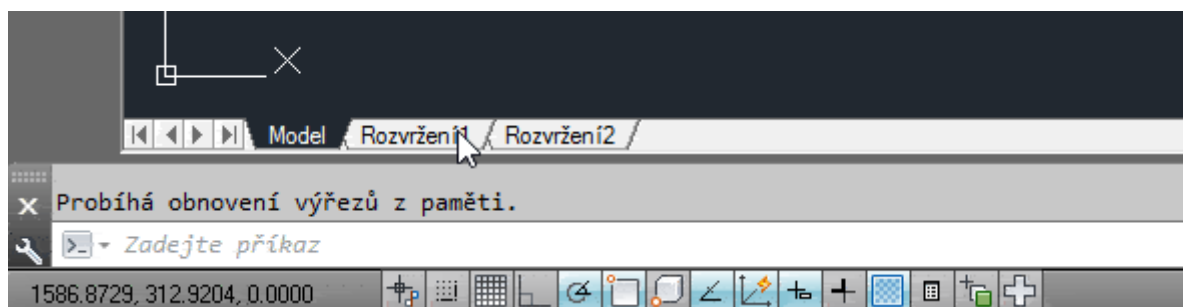 Model Rozvržení1 Rozvržení2
Probíhá obnovení výřezů z paměti.
Zadejte příkaz
1586.8729, 312.9204, 0.0000